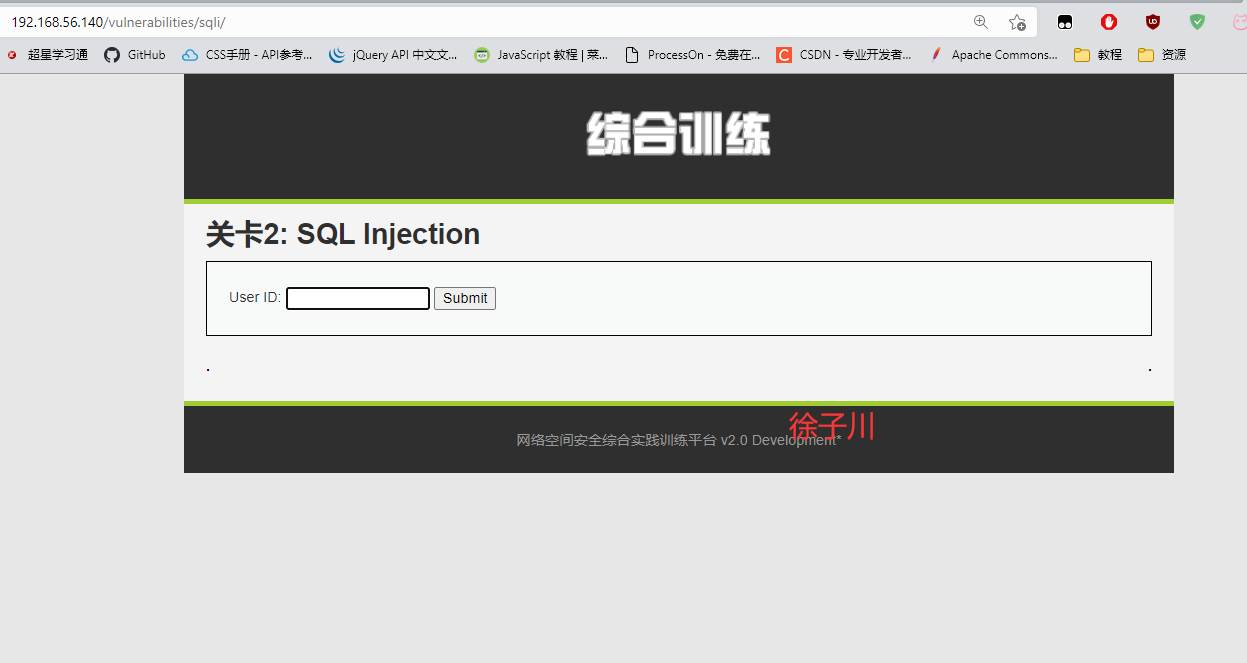 192.168.56.140/vulnerabilities/sqli/
超星学习通 GitHub CSS手册 - API参考... jQuery API 中文文... JavaScript 教程 | 菜... ProcessOn - 免费在... CSDN - 专业开发者... Apache Commons... 教程 资源
综合训练
关卡2: SQL Injection
User ID: Submit
. .
徐子川
网络空间安全综合实践训练平台 v2.0 Development*